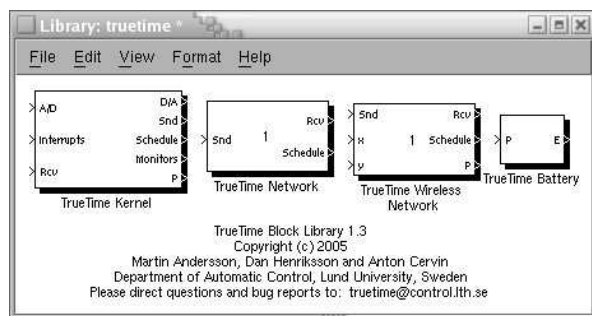 Library: truetime *
File Edit View Format Help
A/D
Interrupts
Rcv
D/A
Snd
Schedule
Monitors
P
TrueTime Kernel
Snd
1
Rcv
Schedule
TrueTime Network
Snd
x
y
1
Rcv
Schedule
P
TrueTime Wireless
Network
P
E
TrueTime Battery
TrueTime Block Library 1.3
Copyright (c) 2005
Martin Andersson, Dan Henriksson and Anton Cervin
Department of Automatic Control, Lund University, Sweden
Please direct questions and bug reports to: truetime@control.lth.se